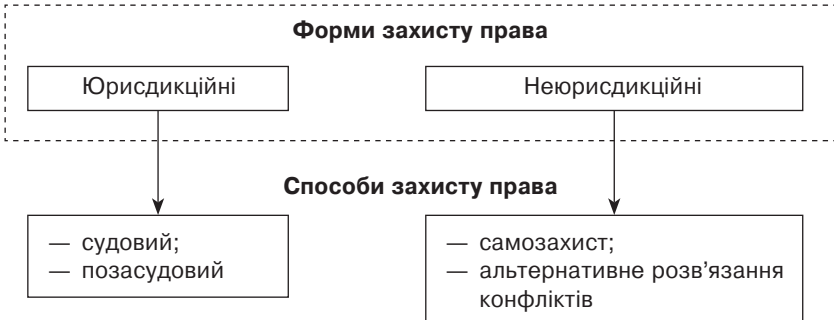 Форми захисту права
Юрисдикційні
Неюрисдикційні
Способи захисту права
— судовий;
— позасудовий
— самозахист;
— альтернативне розв'язання
конфліктів